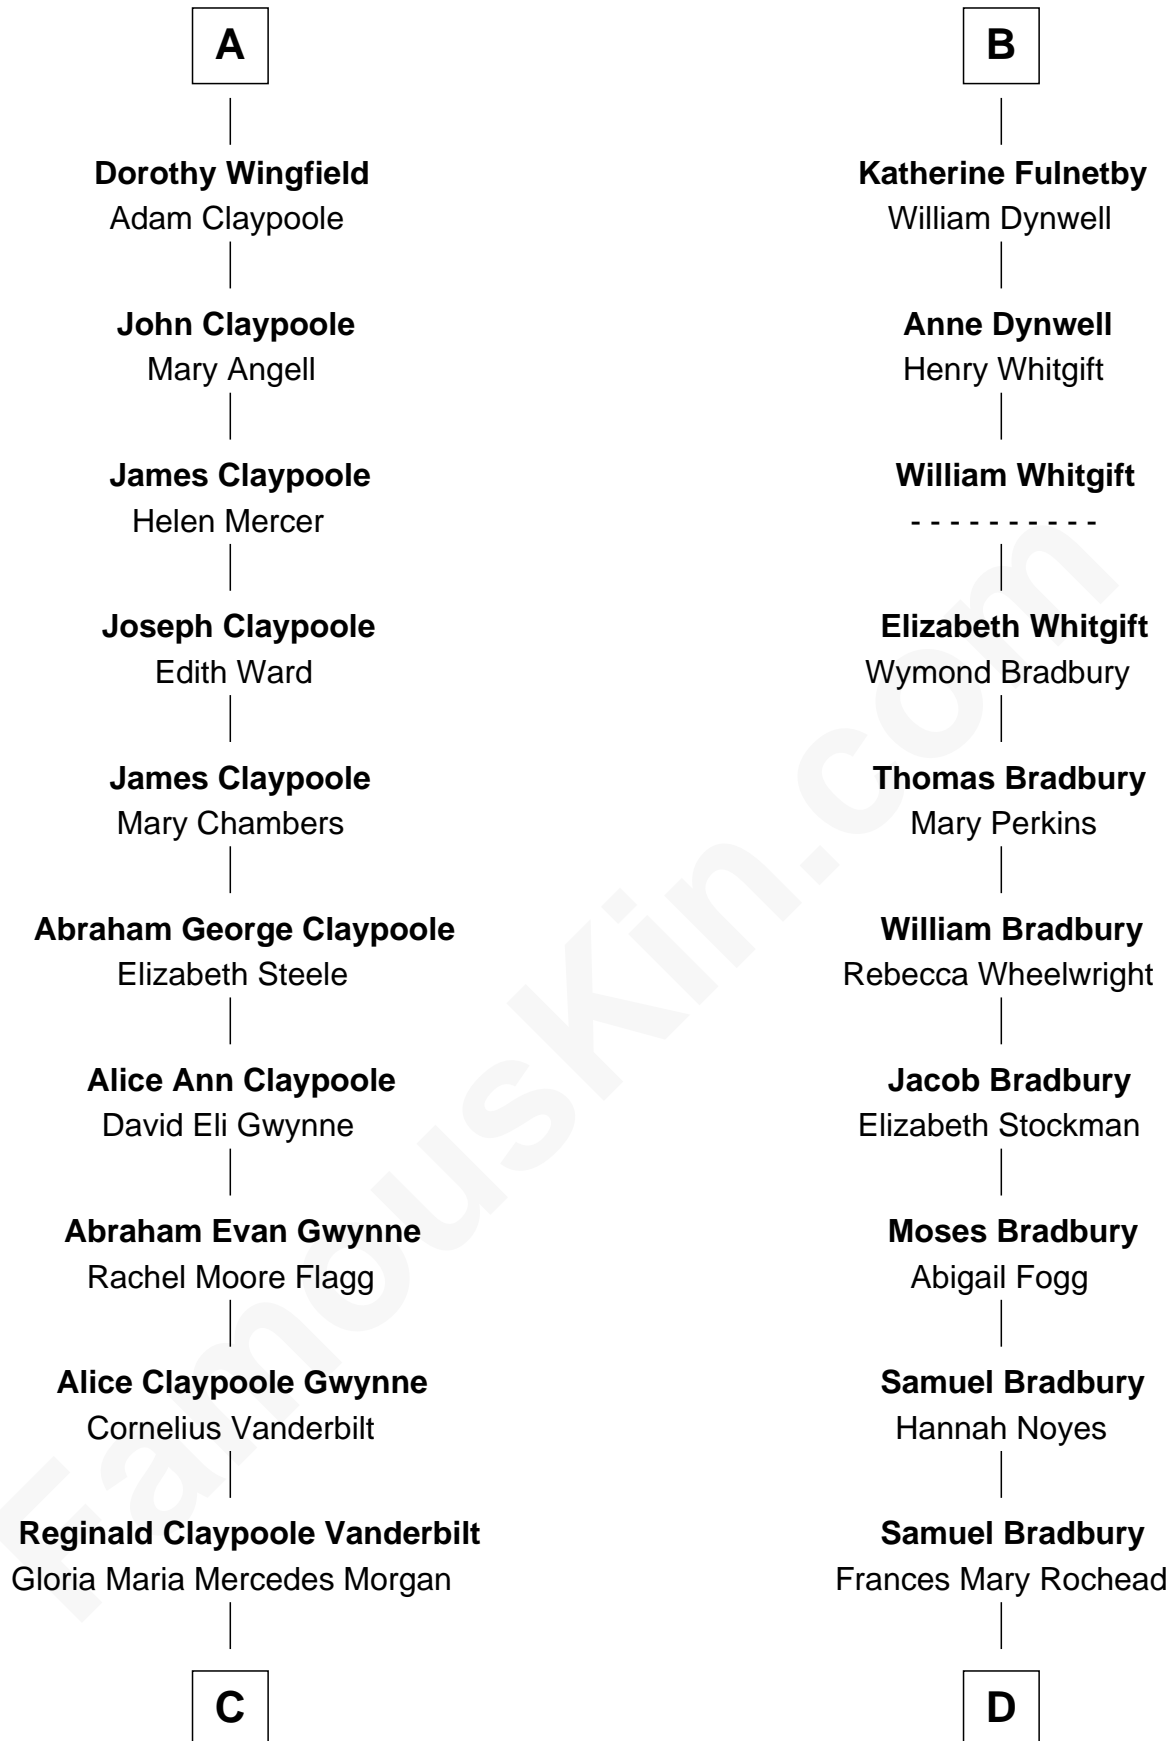 A
Dorothy Wingfield
Adam Claypoole
John Claypoole
Mary Angell
James Claypoole
Helen Mercer
Joseph Claypoole
Edith Ward
James Claypoole
Mary Chambers
Abraham George Claypoole
Elizabeth Steele
Alice Ann Claypoole
David Eli Gwynne
Abraham Evan Gwynne
Rachel Moore Flagg
Alice Claypoole Gwynne
Cornelius Vanderbilt
Reginald Claypoole Vanderbilt
Gloria Maria Mercedes Morgan
C
B
Katherine Fulnetby
William Dynwell
Anne Dynwell
Henry Whitgift
William Whitgift
- - - - - - - - - -
Elizabeth Whitgift
Wymond Bradbury
Thomas Bradbury
Mary Perkins
William Bradbury
Rebecca Wheelwright
Jacob Bradbury
Elizabeth Stockman
Moses Bradbury
Abigail Fogg
Samuel Bradbury
Hannah Noyes
Samuel Bradbury
Frances Mary Rochead
D
FamousKin.com